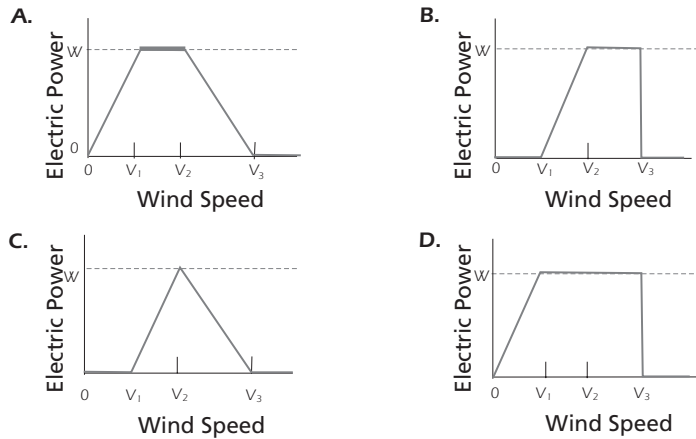 A.
Electric Power
W
0
0
V₁
V₂
V₃
Wind Speed
B.
Electric Power
W
0
V₁
V₂
V₃
Wind Speed
C.
Electric Power
W
0
V₁
V₂
V₃
Wind Speed
D.
Electric Power
W
0
V₁
V₂
V₃
Wind Speed